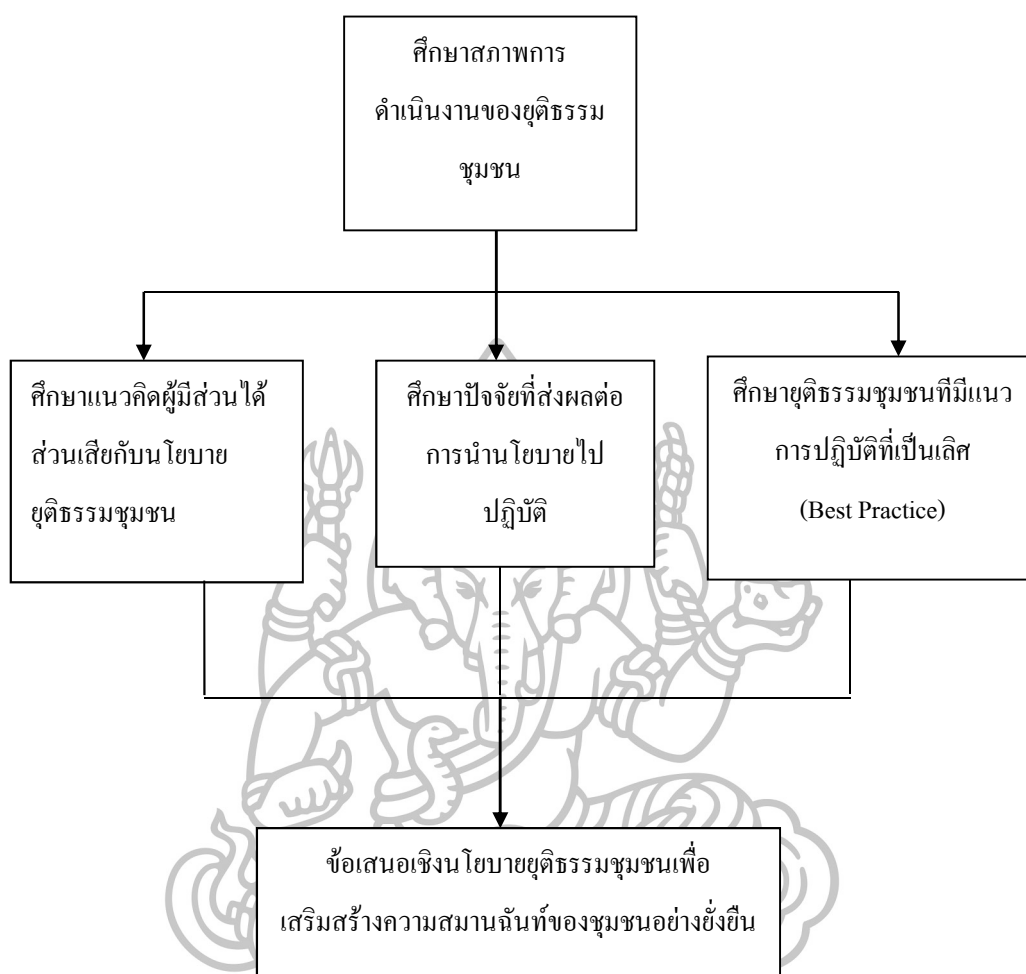 ศึกษาสภาพการ
ดำเนินงานของยุติธรรม
ชุมชน
ศึกษาแนวคิดผู้มีส่วนได้
ส่วนเสียกับนโยบาย
ยุติธรรมชุมชน
ศึกษาปัจจัยที่ส่งผลต่อ
การนำนโยบายไป
ปฏิบัติ
ศึกษายุติธรรมชุมชนทีมีแนว
การปฏิบัติที่เป็นเลิศ
(Best Practice)
ข้อเสนอเชิงนโยบายยุติธรรมชุมชนเพื่อ
เสริมสร้างความสมานฉันท์ของชุมชนอย่างยั่งยืน